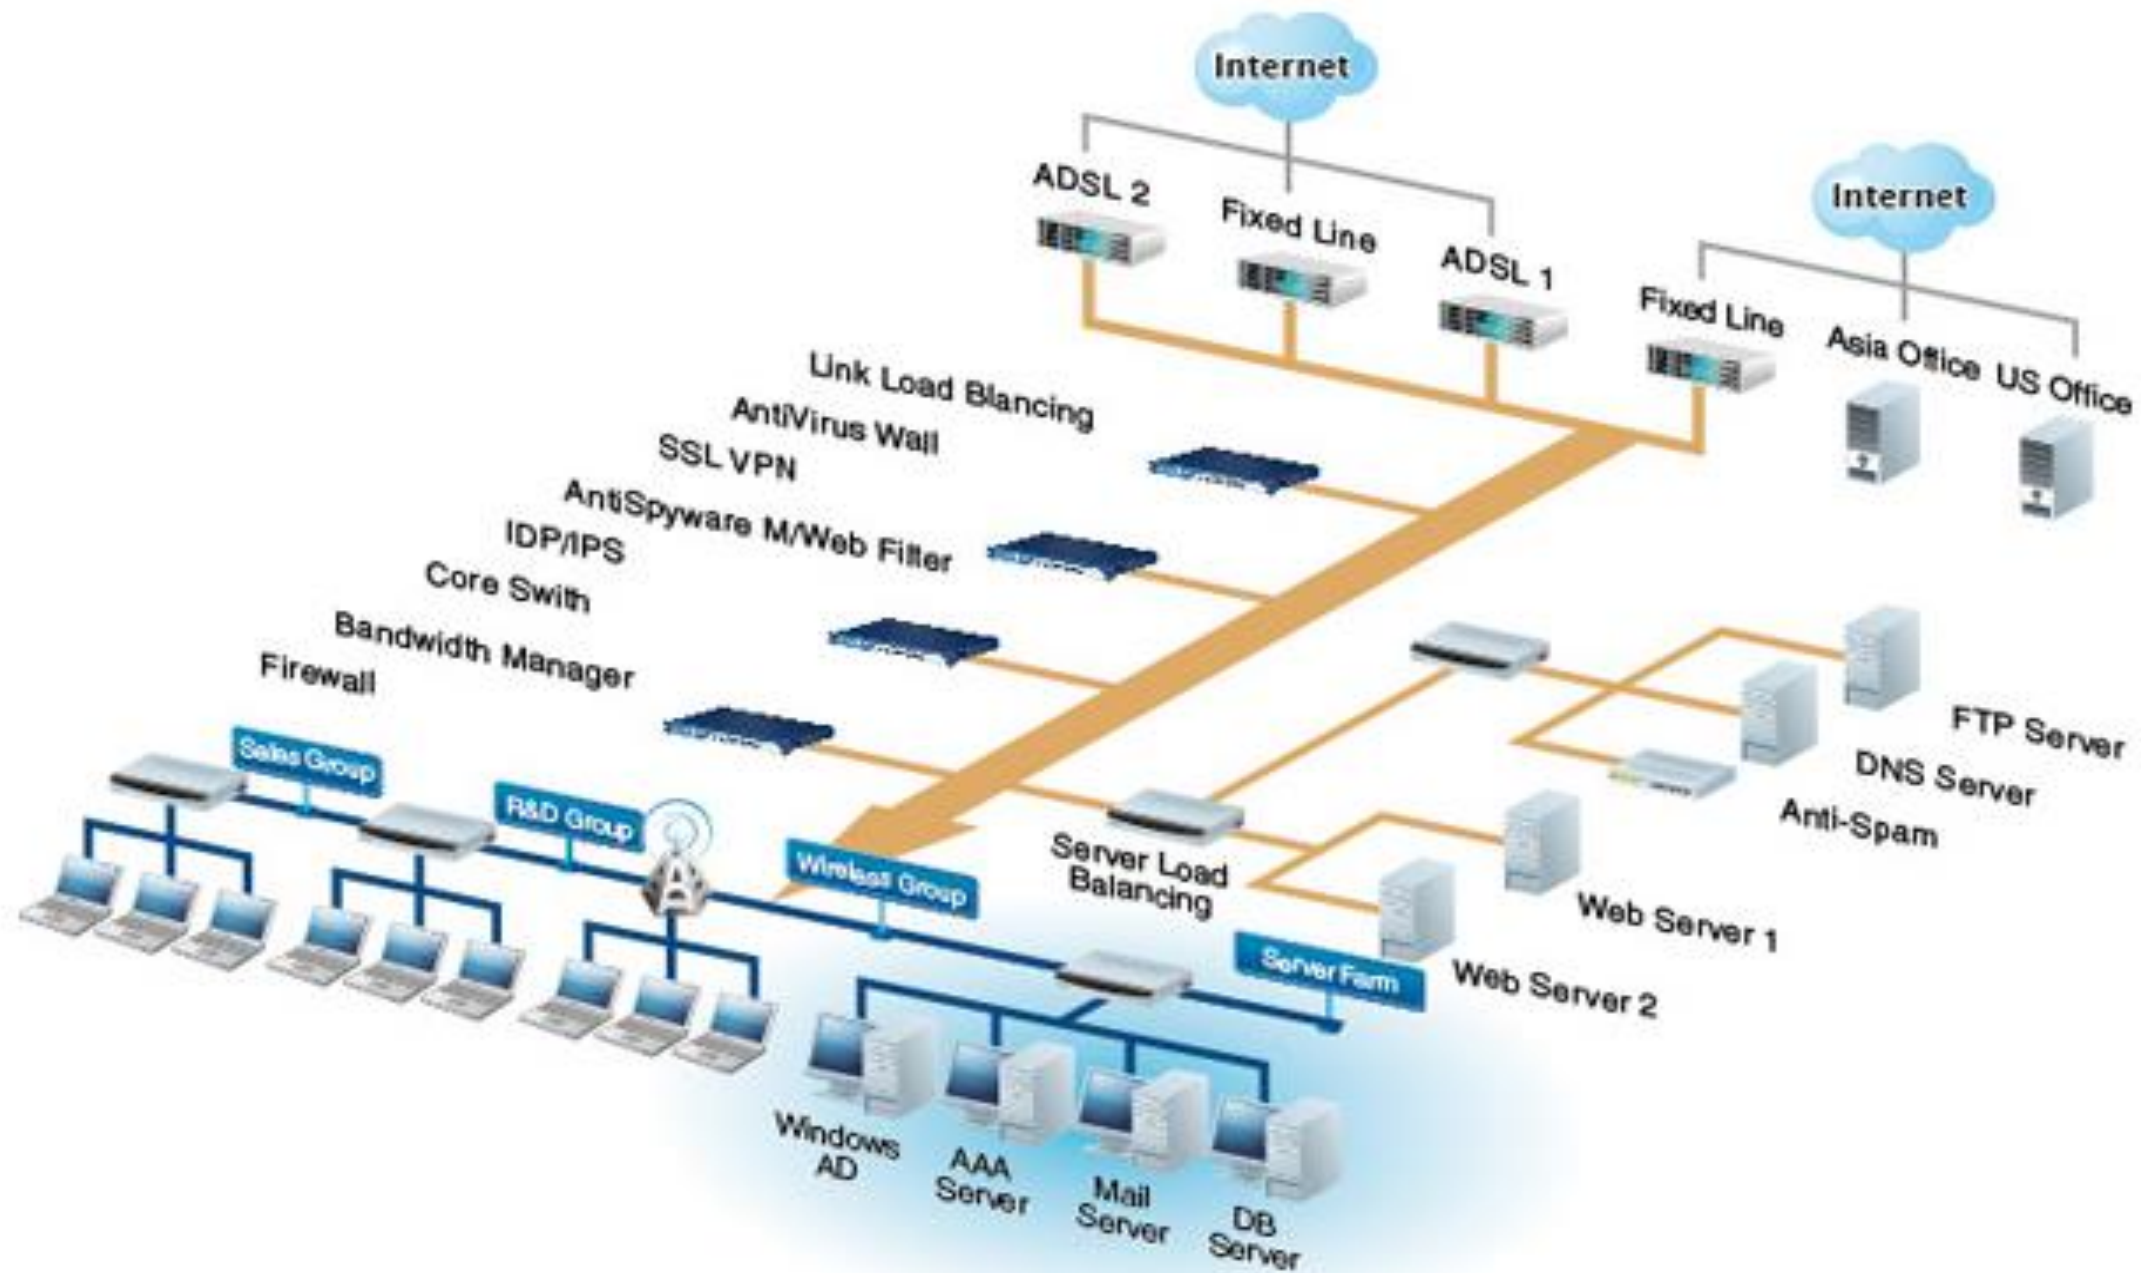 Internet
Internet
ADSL 2
Fixed Line
ADSL 1
Fixed Line
Asia Office
US Office
Link Load Blancing
AntiVirus Wall
SSL VPN
AntiSpyware M/Web Filter
IDP/IPS
Core Swith
Bandwidth Manager
Firewall
Sales Group
R&D Group
Wireless Group
Server Farm
Server Load
Balancing
FTP Server
DNS Server
Anti-Spam
Web Server 1
Web Server 2
Windows
AD
AAA
Server
Mail
Server
DB
Server